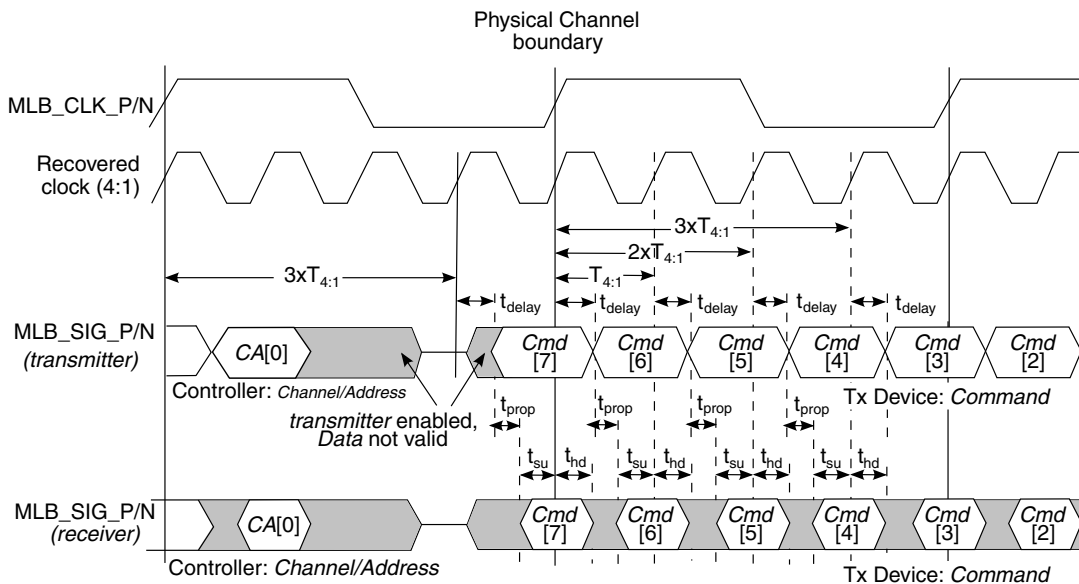 Physical Channel
boundary
MLB_CLK_P/N
Recovered
clock (4:1)
3xT4:1
2xT4:1
3xT4:1
T4:1
tdelay
tdelay
tdelay
tdelay
tdelay
MLB_SIG_P/N
(transmitter)
CA[0]
Cmd
[7]
Cmd
[6]
Cmd
[5]
Cmd
[4]
Cmd
[3]
Cmd
[2]
Controller: Channel/Address
Tx Device: Command
transmitter enabled,
Data not valid
tprop
tprop
tprop
tprop
tsu
thd
tsu
thd
tsu
thd
tsu
thd
MLB_SIG_P/N
(receiver)
CA[0]
Cmd
[7]
Cmd
[6]
Cmd
[5]
Cmd
[4]
Cmd
[3]
Cmd
[2]
Controller: Channel/Address
Tx Device: Command